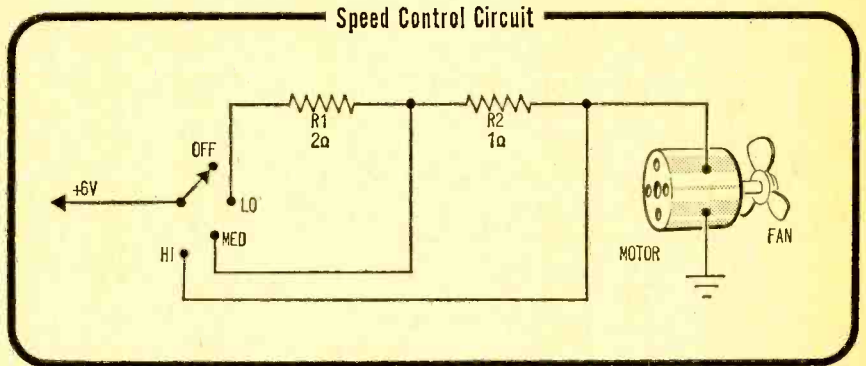 Speed Control Circuit
R1
2Ω
R2
1Ω
OFF
+6V
LO
MED
HI
MOTOR
FAN